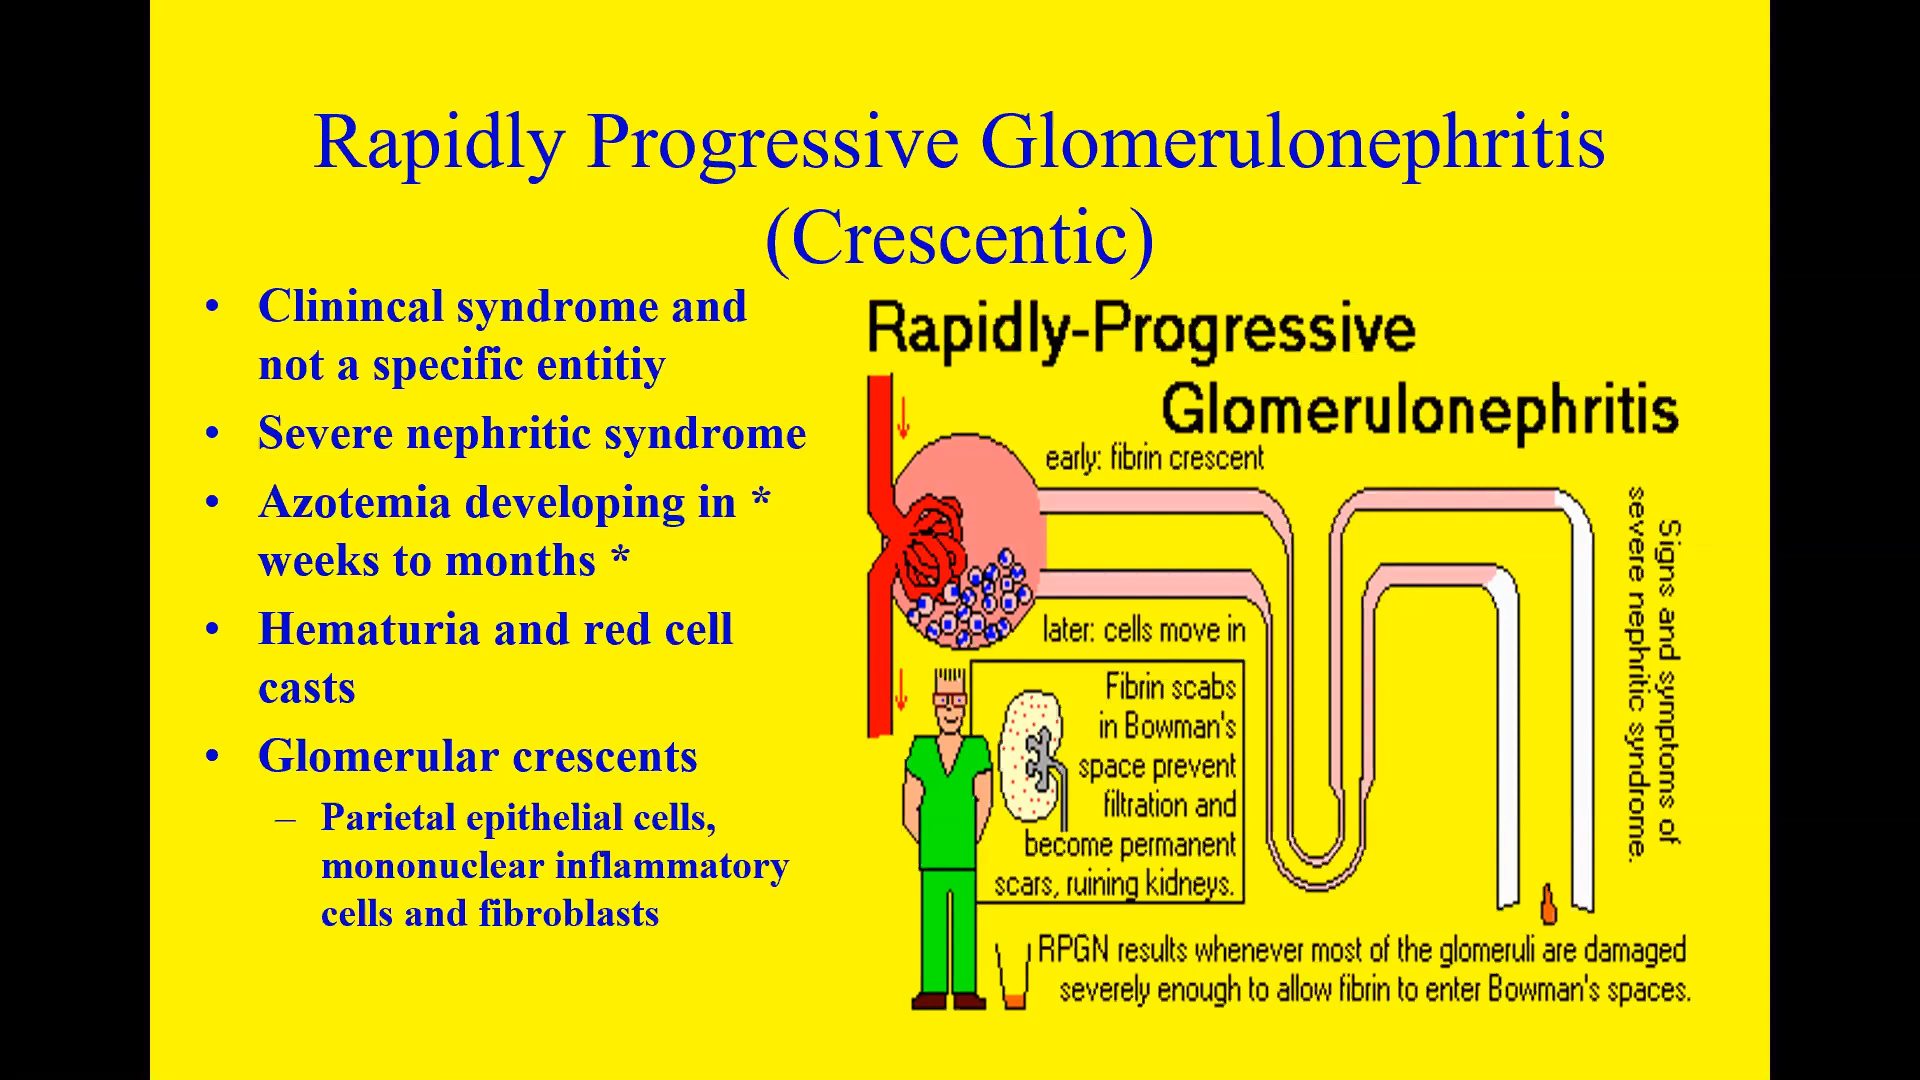 Rapidly Progressive Glomerulonephritis
(Crescentic)
• Clinincal syndrome and
not a specific entitiy
• Severe nephritic syndrome
• Azotemia developing in *
weeks to months *
• Hematuria and red cell
casts
• Glomerular crescents
– Parietal epithelial cells,
mononuclear inflammatory
cells and fibroblasts
Rapidly-Progressive
Glomerulonephritis
early: fibrin crescent
later: cells move in
Fibrin scabs
in Bowman's
space prevent
filtration and
become permanent
scars, ruining kidneys.
Signs and symptoms of
severe nephritic syndrome.
RPGN results whenever most of the glomeruli are damaged
severely enough to allow fibrin to enter Bowman's spaces.